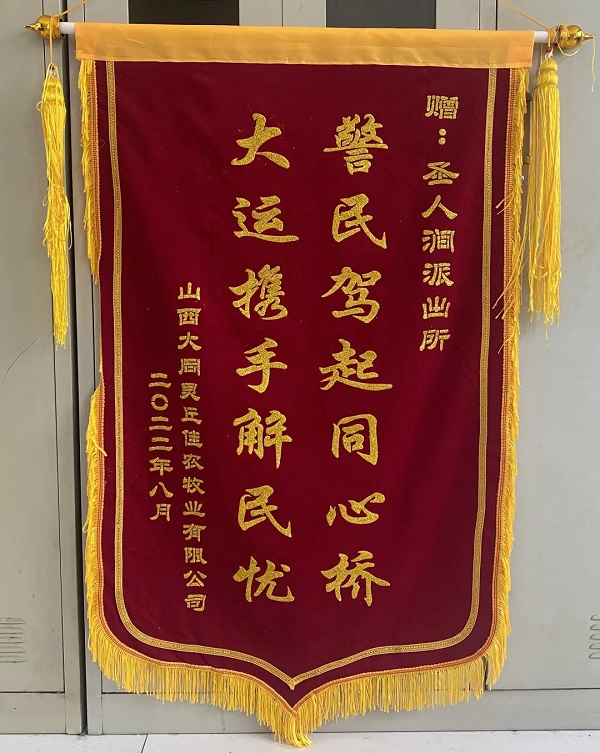 赠：圣人涧派出所
警民驾起同心桥
大运携手解民忧
山西大同灵丘佳农牧业有限公司
二〇二二年八月